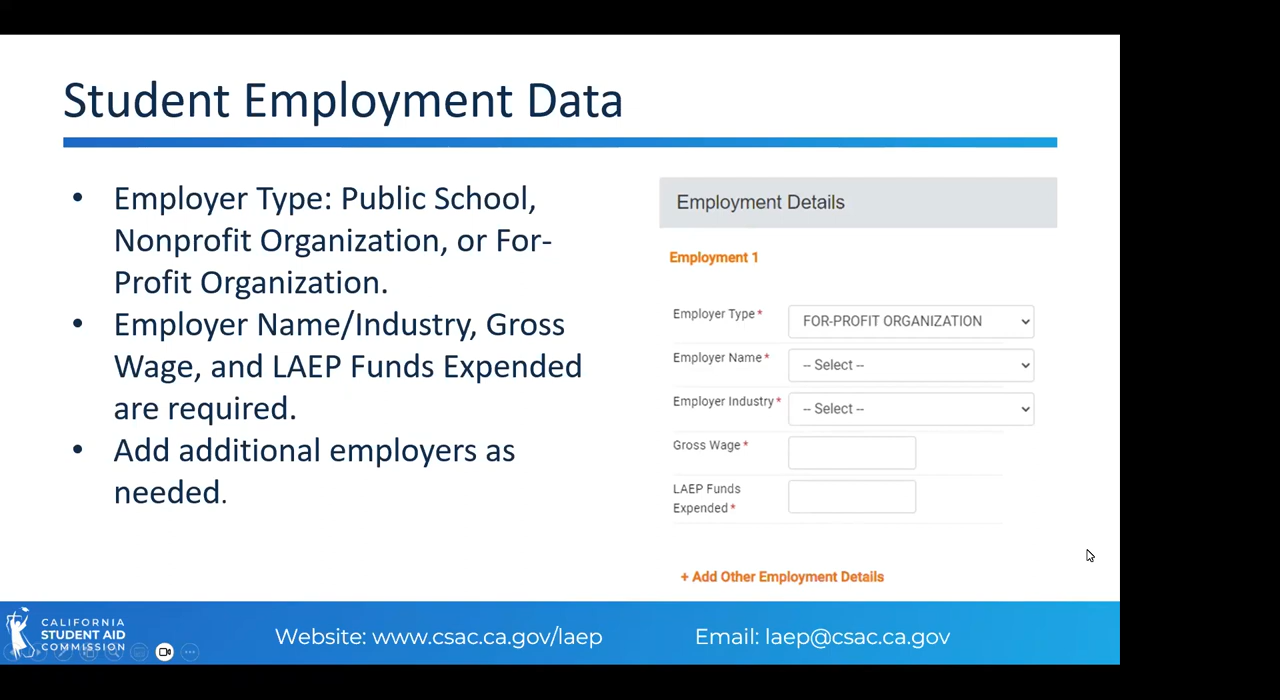 Student Employment Data
• Employer Type: Public School,
Nonprofit Organization, or For-
Profit Organization.
• Employer Name/Industry, Gross
Wage, and LAEP Funds Expended
are required.
• Add additional employers as
needed.
Employment Details
Employment 1
Employer Type* FOR-PROFIT ORGANIZATION
Employer Name* -- Select --
Employer Industry* -- Select --
Gross Wage*
LAEP Funds
Expended*
+ Add Other Employment Details
CALIFORNIA
STUDENT AID
COMMISSION
Website: www.csac.ca.gov/laep
Email: laep@csac.ca.gov